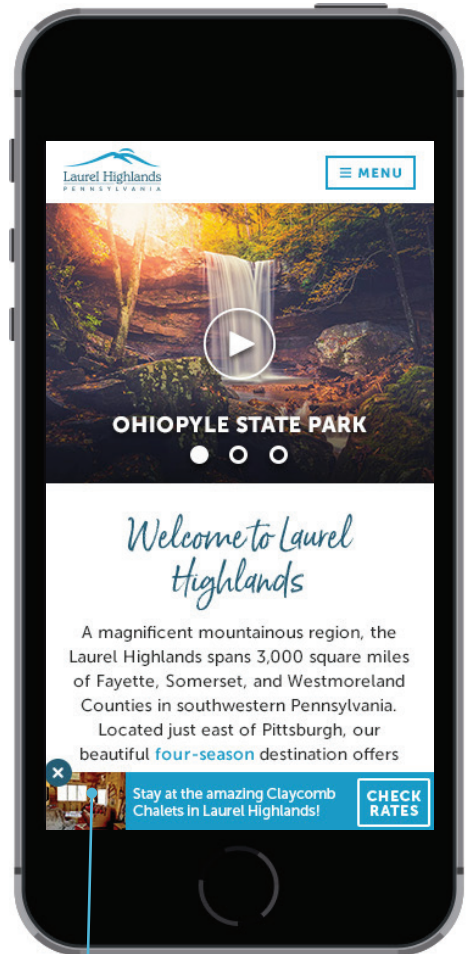 Laurel Highlands
PENNSYLVANIA
≡ MENU
OHIOPYLE STATE PARK
Welcome to Laurel
Highlands
A magnificent mountainous region, the
Laurel Highlands spans 3,000 square miles
of Fayette, Somerset, and Westmoreland
Counties in southwestern Pennsylvania.
Located just east of Pittsburgh, our
beautiful four-season destination offers
Stay at the amazing Claycomb
Chalets in Laurel Highlands!
CHECK
RATES